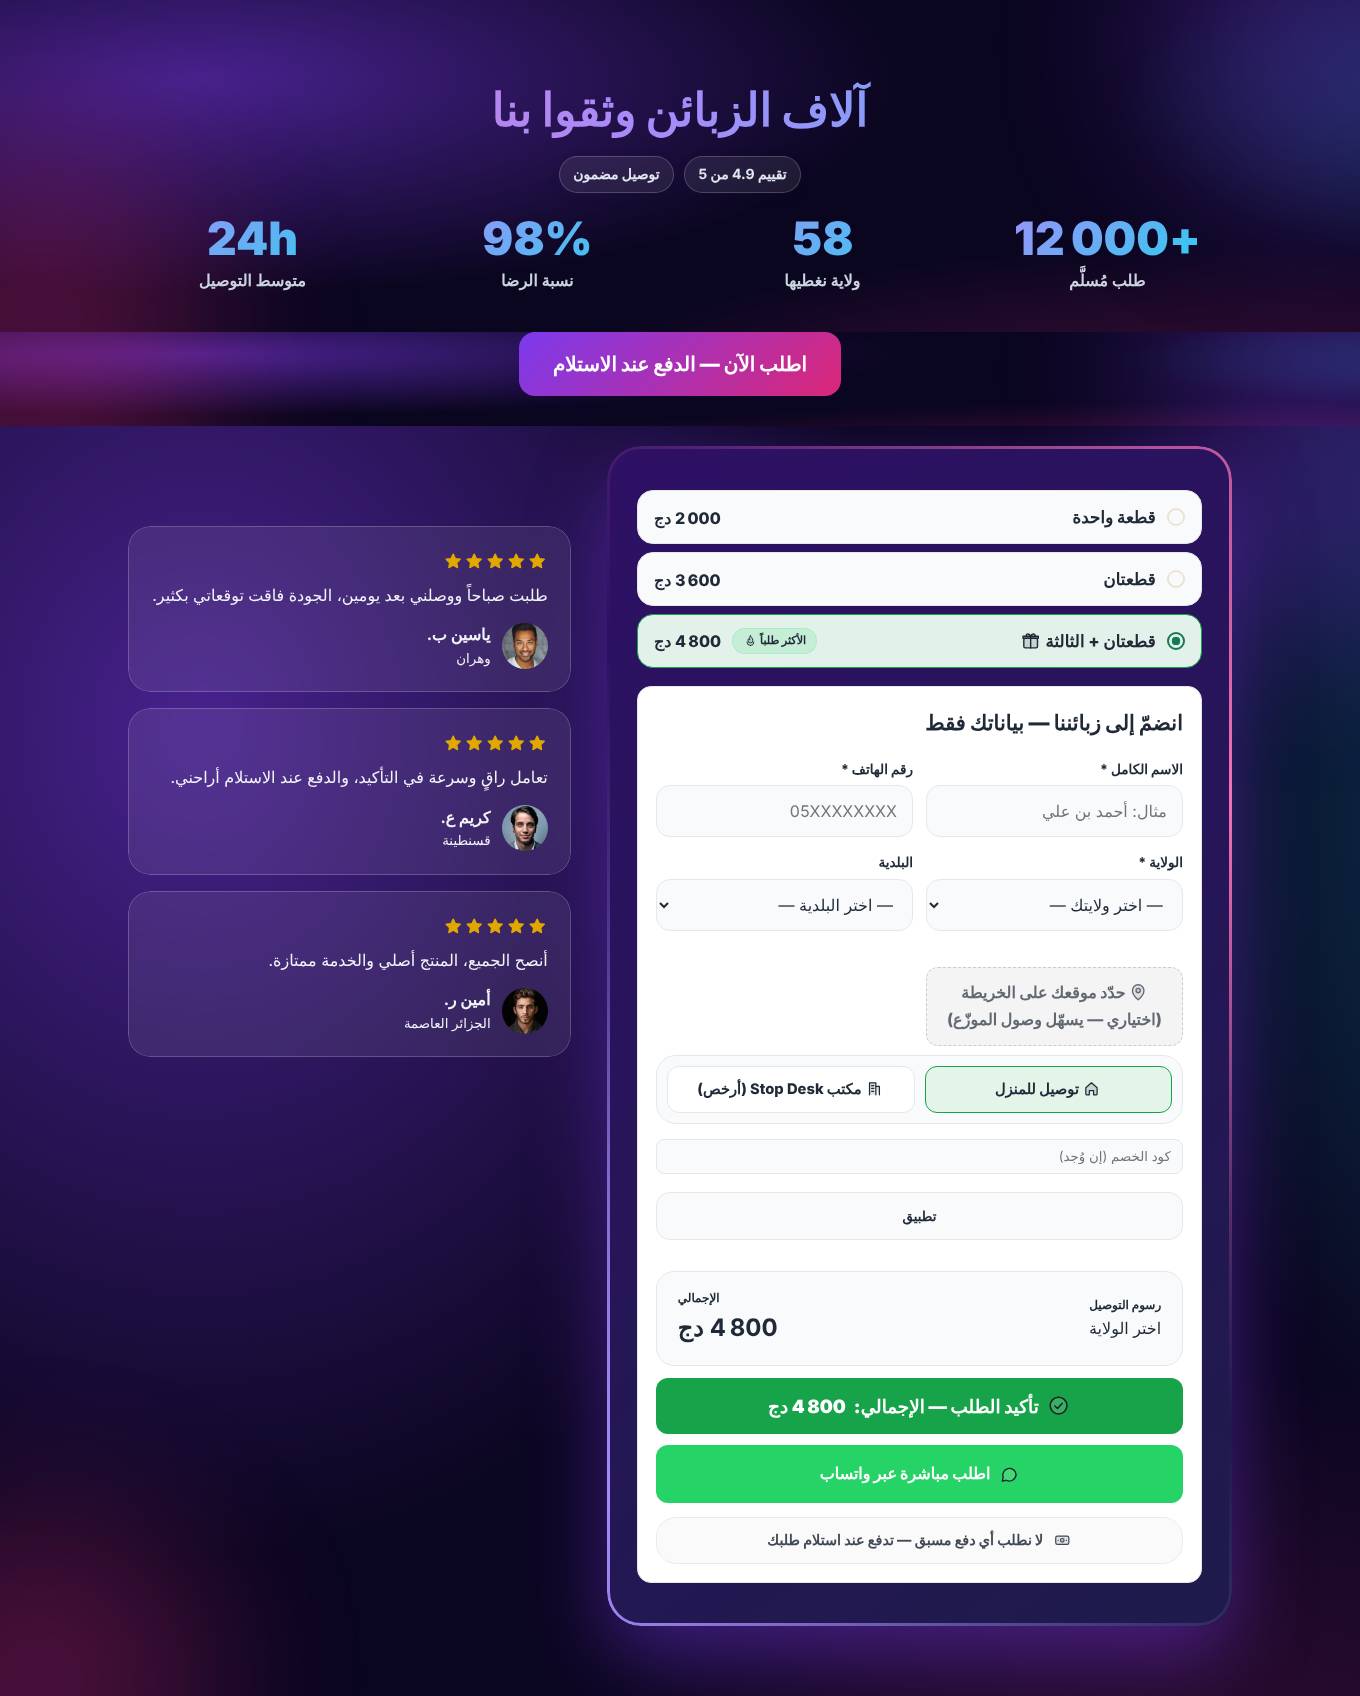 آلاف الزبائن وثقوا بنا
تقييم 4.9 من 5
توصيل مضمون
12 000+
طلب مُسلَّم
58
ولاية نغطيها
98%
نسبة الرضا
24h
متوسط التوصيل
اطلب الآن — الدفع عند الاستلام
قطعة واحدة
2 000 دج
قطعتان
3 600 دج
قطعتان + الثالثة
الأكثر طلباً
4 800 دج
انضمّ إلى زبائننا — بياناتك فقط
الاسم الكامل *
رقم الهاتف *
مثال: أحمد بن علي
05XXXXXXXX
الولاية *
البلدية
— اختر ولايتك —
— اختر البلدية —
حدّد موقعك على الخريطة
(اختياري — يسهّل وصول الموزّع)
توصيل للمنزل
مكتب Stop Desk (أرخص)
كود الخصم (إن وُجد)
تطبيق
رسوم التوصيل
اختر الولاية
الإجمالي
4 800 دج
تأكيد الطلب — الإجمالي: 4 800 دج
اطلب مباشرة عبر واتساب
لا نطلب أي دفع مسبق — تدفع عند استلام طلبك
طلبت صباحاً ووصلني بعد يومين، الجودة فاقت توقعاتي بكثير.
ياسين ب.
وهران
تعامل راقٍ وسرعة في التأكيد، والدفع عند الاستلام أراحني.
كريم ع.
قسنطينة
أنصح الجميع، المنتج أصلي والخدمة ممتازة.
أمين ر.
الجزائر العاصمة